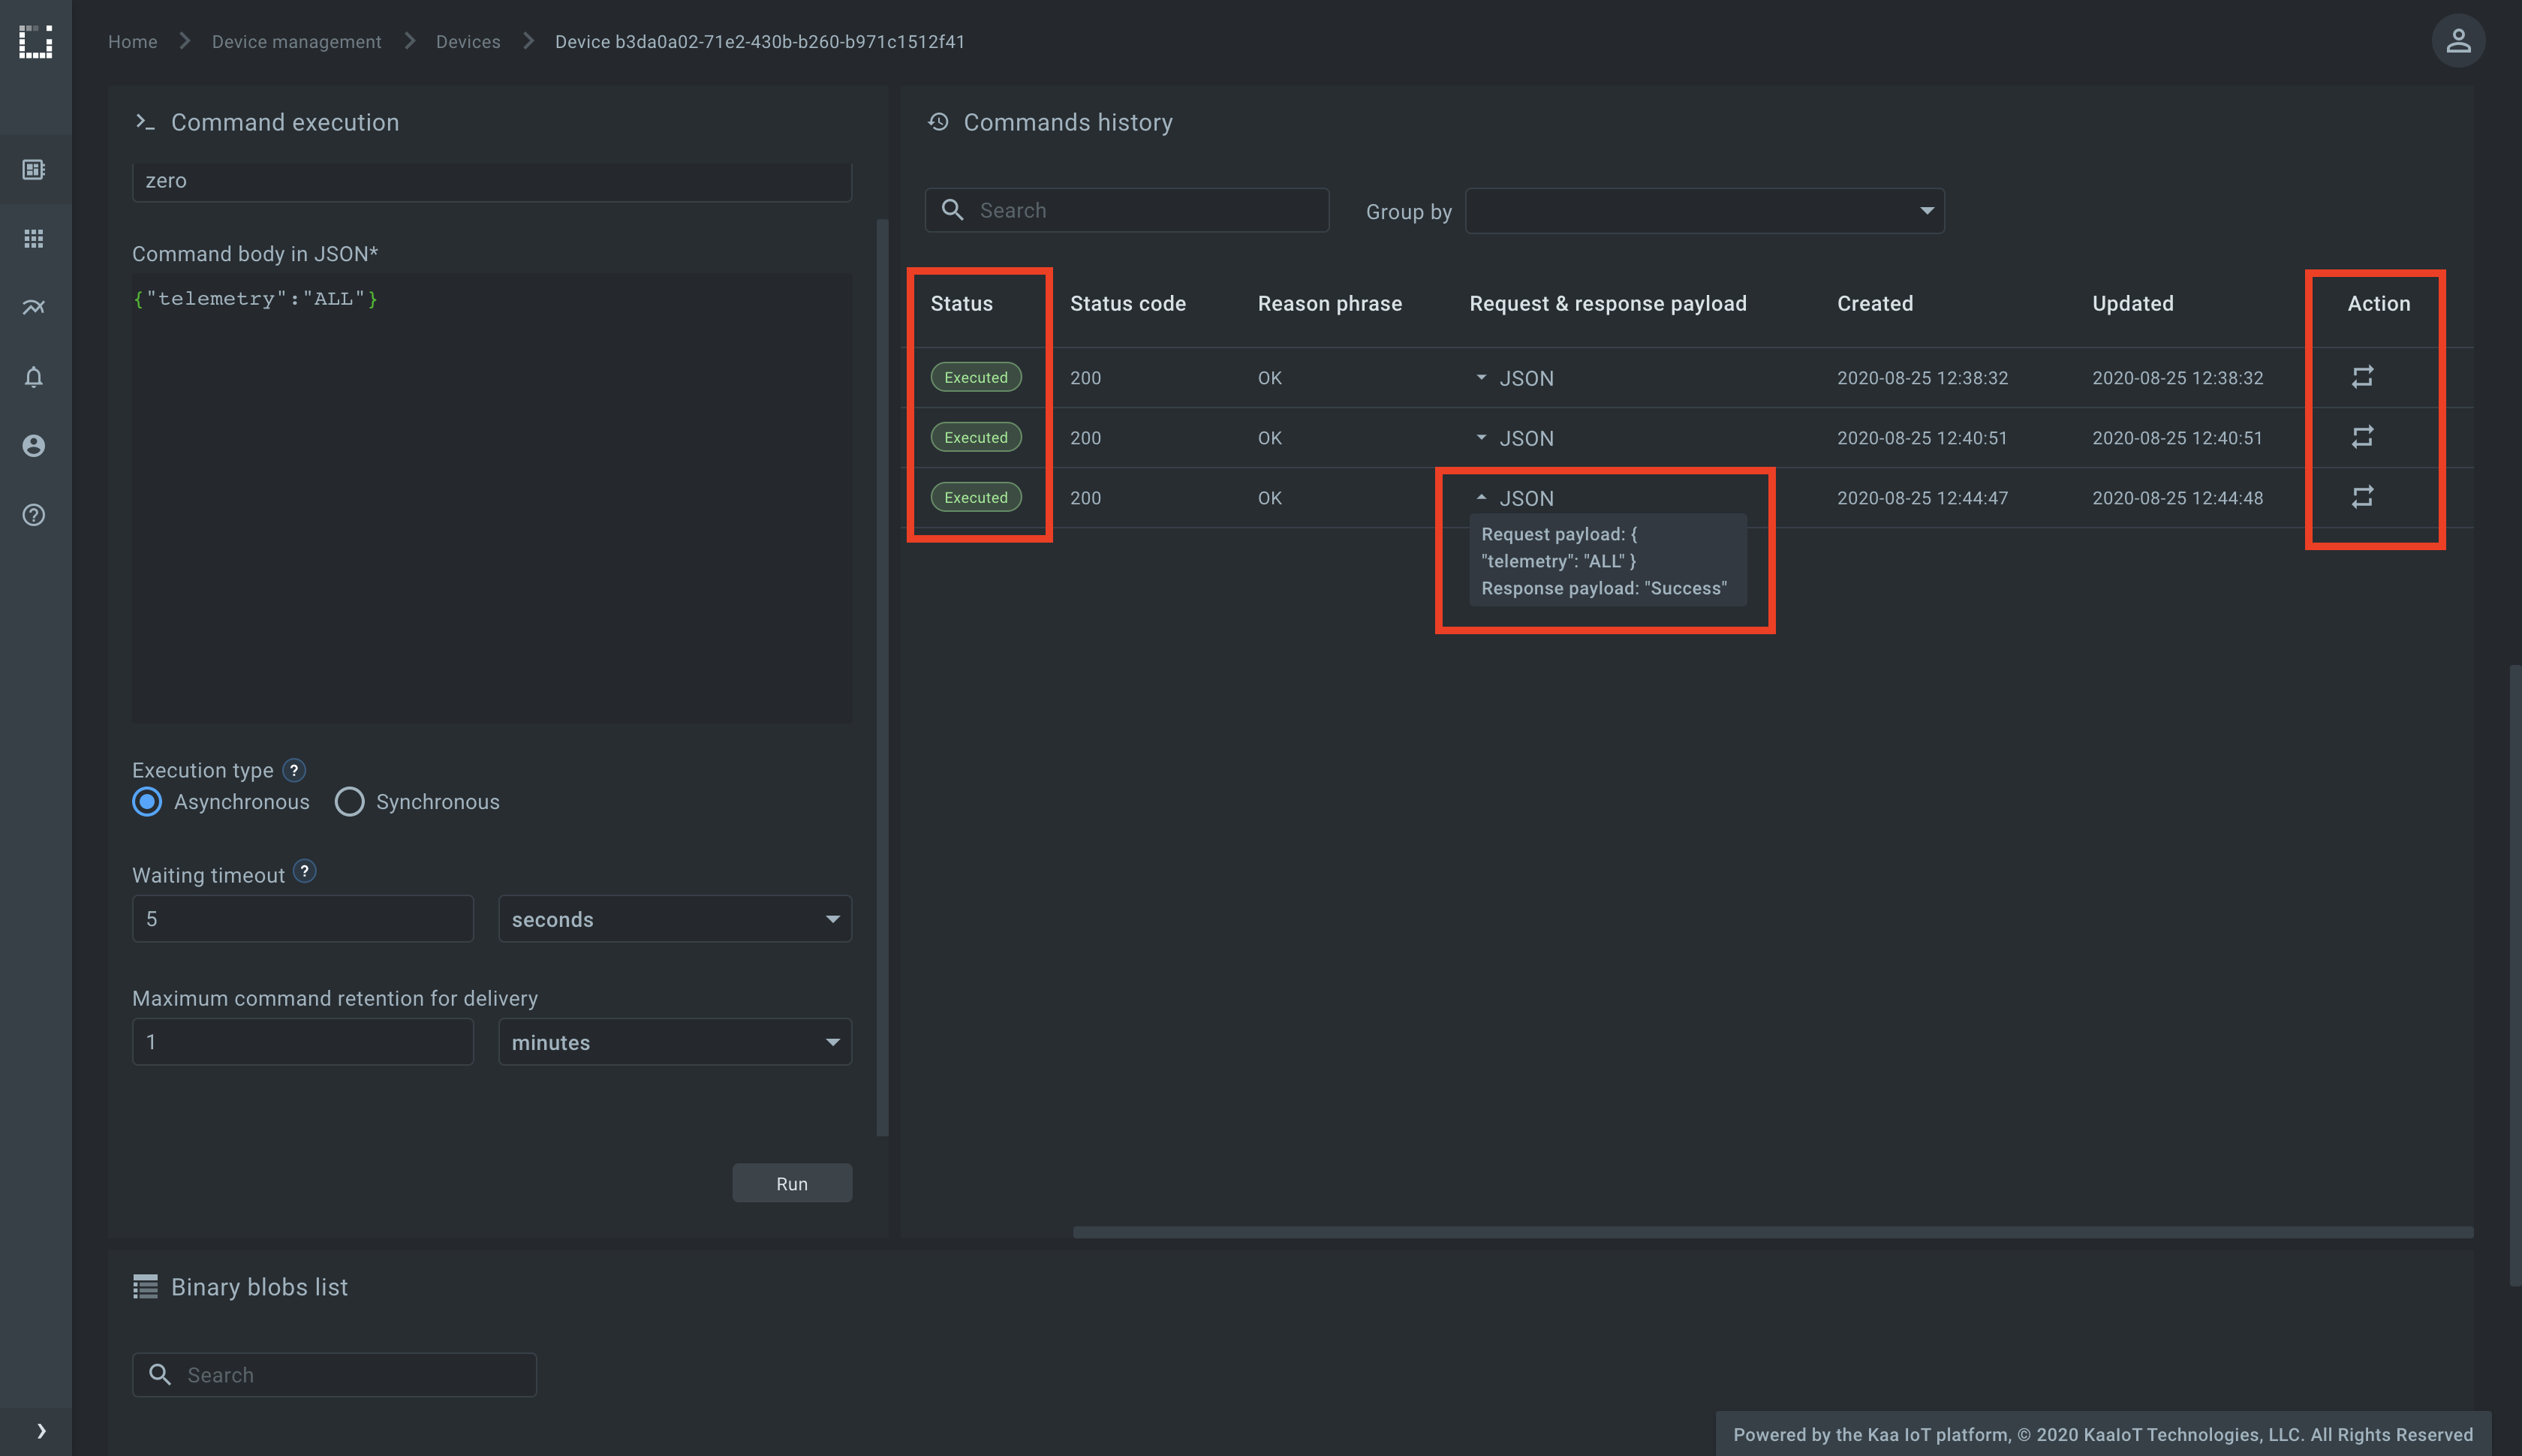 Home
Device management
Devices
Device b3da0a02-71e2-430b-b260-b971c1512f41
>_ Command execution
zero
Command body in JSON*
{"telemetry":"ALL"}
Execution type ?
Asynchronous
Synchronous
Waiting timeout ?
5
seconds
Maximum command retention for delivery
1
minutes
Run
Commands history
Search
Group by
Status Status code Reason phrase Request & response payload Created Updated Action
Executed 200 OK JSON 2020-08-25 12:38:32 2020-08-25 12:38:32
Executed 200 OK JSON 2020-08-25 12:40:51 2020-08-25 12:40:51
Executed 200 OK JSON 2020-08-25 12:44:47 2020-08-25 12:44:48
Request payload: {
"telemetry": "ALL" }
Response payload: "Success"
Binary blobs list
Search
Powered by the Kaa IoT platform, © 2020 KaaIoT Technologies, LLC. All Rights Reserved